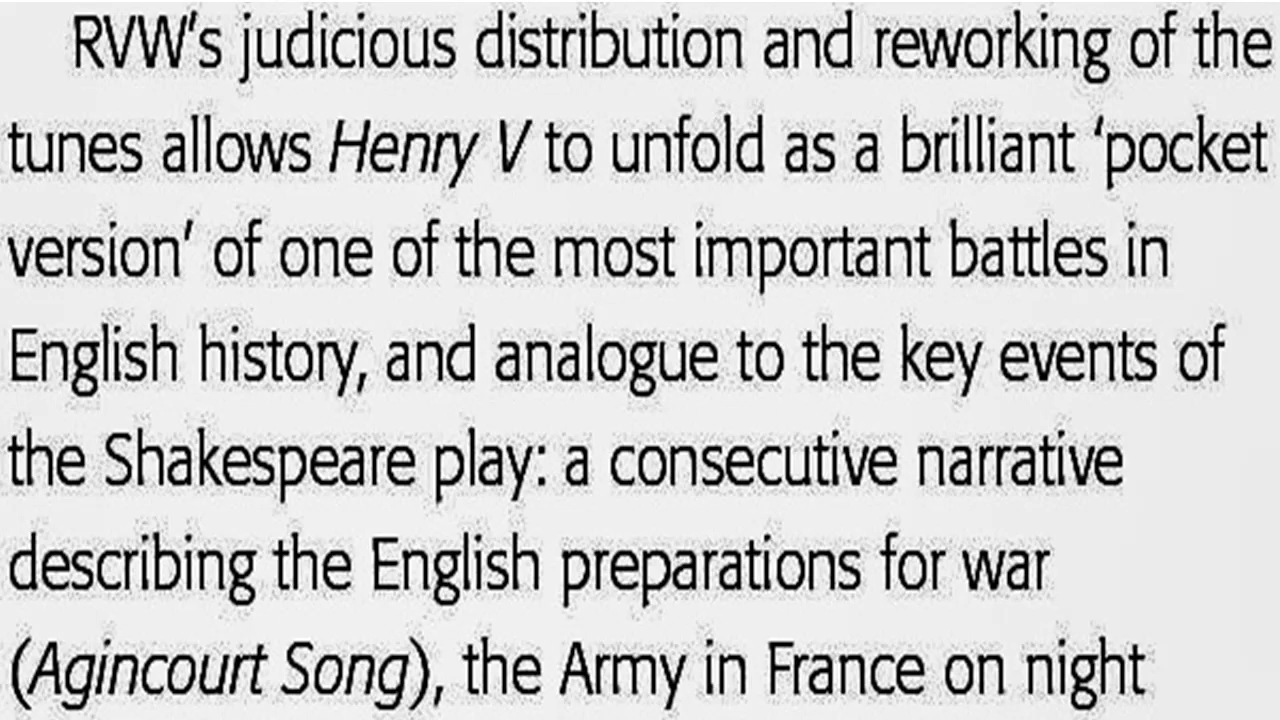 RVW's judicious distribution and reworking of the
tunes allows Henry V to unfold as a brilliant ‘pocket
version’ of one of the most important battles in
English history, and analogue to the key events of
the Shakespeare play: a consecutive narrative
describing the English preparations for war
(Agincourt Song), the Army in France on night